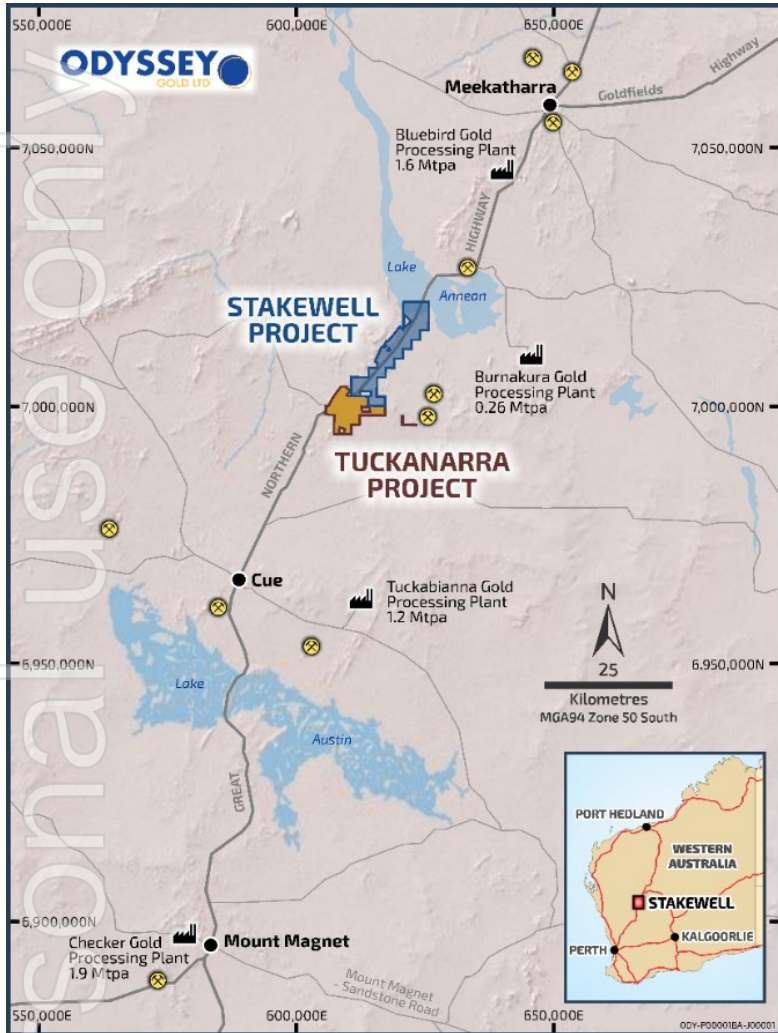 550,000E
600,000E
650,000E
ODYSSEY
GOLD LTD
Meekatharra
Goldfields
Highway
7,050,000N
7,050,000N
Bluebird Gold
Processing Plant
1.6 Mtpa
HIGHWAY
Lake
Annean
STAKEWELL
PROJECT
Burnakura Gold
Processing Plant
0.26 Mtpa
7,000,000N
7,000,000N
TUCKANARRA
PROJECT
NORTHERN
Cue
Tuckabianna Gold
Processing Plant
1.2 Mtpa
N
25
Kilometres
MGA94 Zone 50 South
6,950,000N
6,950,000N
Lake
Austin
GREAT
PORT HEDLAND
WESTERN
AUSTRALIA
STAKEWELL
PERTH
KALGOORLIE
6,900,000N
Checker Gold
Processing Plant
1.9 Mtpa
Mount Magnet
Mount Magnet
- Sandstone Road
550,000E
600,000E
650,000E
sonal use only